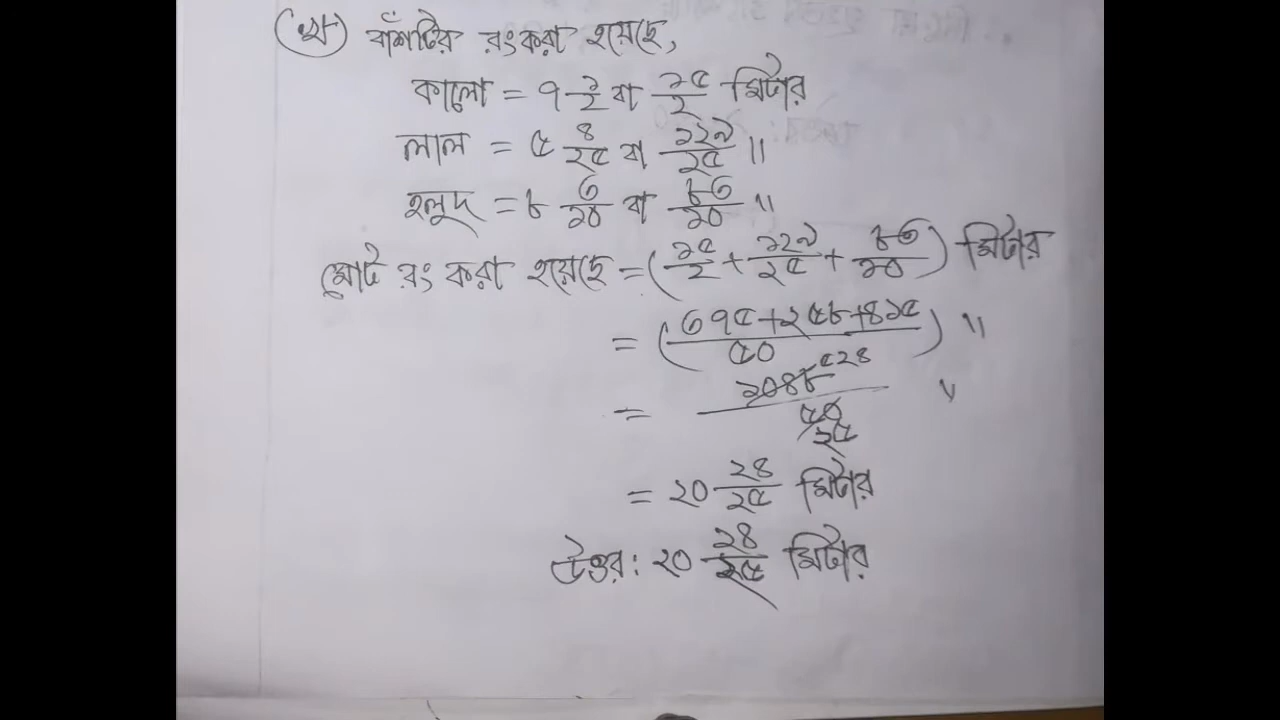 (খ) বাঁশটির রং করা হয়েছে,
কালো = ৭ ১/২ বা ১৫/২ মিটার
লাল = ৫ ৪/২৫ বা ১২৯/২৫ "
হলুদ = ৮ ৩/১০ বা ৮৩/১০ "
মোট রং করা হয়েছে = (১৫/২ + ১২৯/২৫ + ৮৩/১০) মিটার
= (৩৭৫+২৫৮+৪১৫/৫০) "
= ১০৪৮ ৫২৪/৫০ ২৫ "
= ২০ ২৪/২৫ মিটার
উত্তর: ২০ ২৪/২৫ মিটার